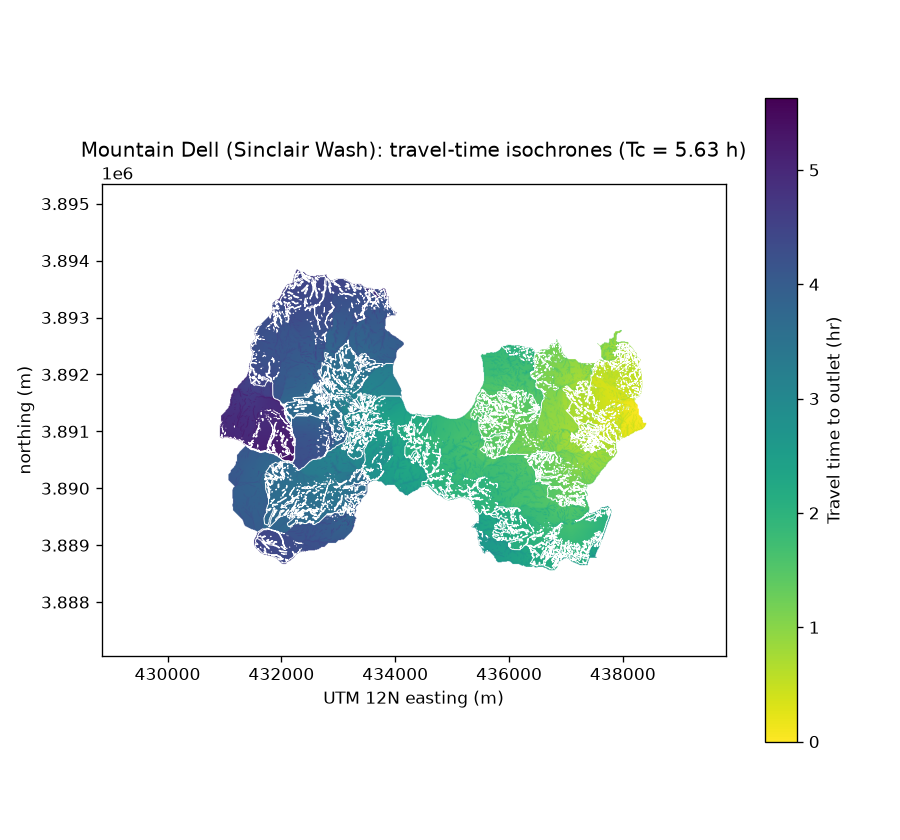 Mountain Dell (Sinclair Wash): travel-time isochrones (Tc = 5.63 h)
1e6
3.895
3.894
3.893
3.892
3.891
3.890
3.889
3.888
northing (m)
430000 432000 434000 436000 438000
UTM 12N easting (m)
5
4
3
2
1
0
Travel time to outlet (hr)